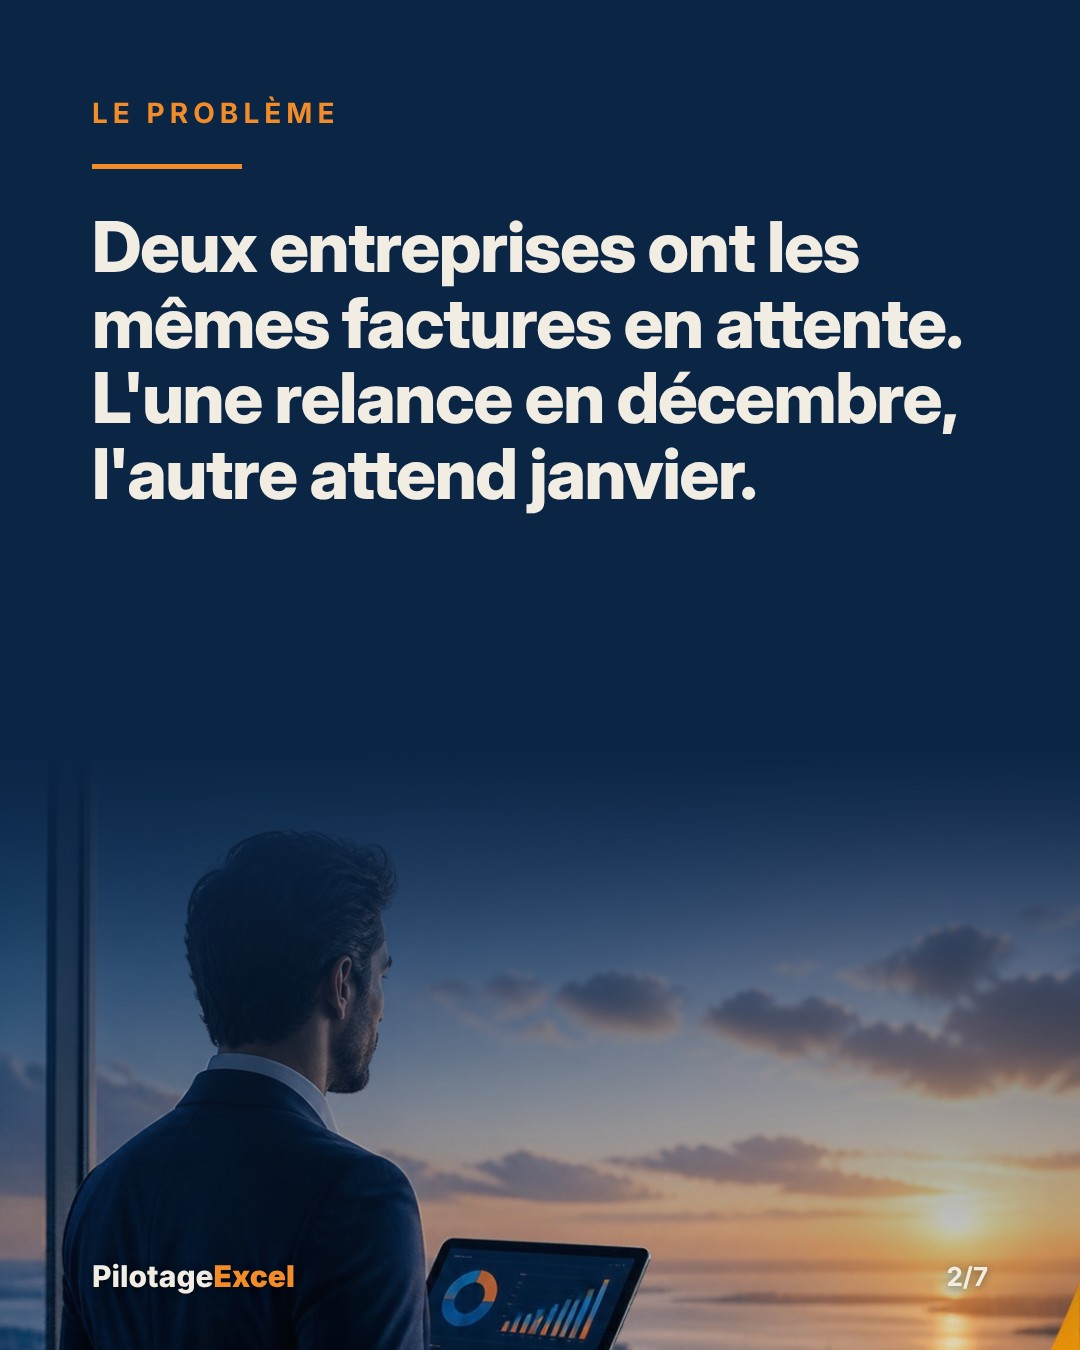 LE PROBLÈME
Deux entreprises ont les
mêmes factures en attente.
L'une relance en décembre,
l'autre attend janvier.
PilotageExcel
2/7